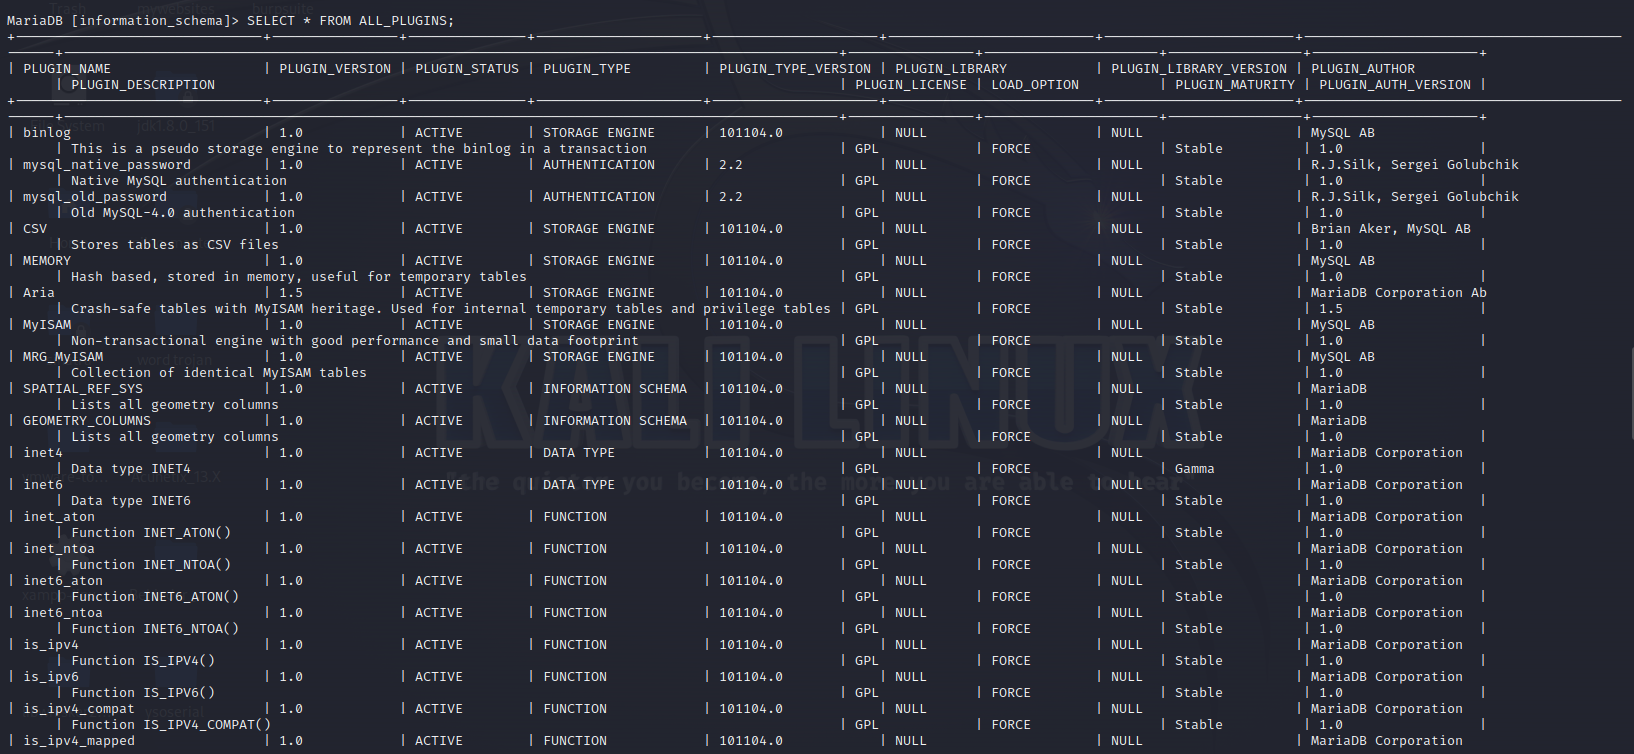 MariaDB [information_schema]> SELECT * FROM ALL_PLUGINS;
| PLUGIN_NAME | PLUGIN_VERSION | PLUGIN_STATUS | PLUGIN_TYPE | PLUGIN_TYPE_VERSION | PLUGIN_LIBRARY | PLUGIN_LIBRARY_VERSION | PLUGIN_AUTHOR
| PLUGIN_DESCRIPTION | PLUGIN_LICENSE | LOAD_OPTION | PLUGIN_MATURITY | PLUGIN_AUTH_VERSION |
| binlog | 1.0 | ACTIVE | STORAGE ENGINE | 101104.0 | NULL | NULL | MySQL AB
| This is a pseudo storage engine to represent the binlog in a transaction | GPL | FORCE | Stable | 1.0 |
| mysql_native_password | 1.0 | ACTIVE | AUTHENTICATION | 2.2 | NULL | NULL | R.J.Silk, Sergei Golubchik
| Native MySQL authentication | GPL | FORCE | Stable | 1.0 |
| mysql_old_password | 1.0 | ACTIVE | AUTHENTICATION | 2.2 | NULL | NULL | R.J.Silk, Sergei Golubchik
| Old MySQL-4.0 authentication | GPL | FORCE | Stable | 1.0 |
| CSV | 1.0 | ACTIVE | STORAGE ENGINE | 101104.0 | NULL | NULL | Brian Aker, MySQL AB
| Stores tables as CSV files | GPL | FORCE | Stable | 1.0 |
| MEMORY | 1.0 | ACTIVE | STORAGE ENGINE | 101104.0 | NULL | NULL | MySQL AB
| Hash based, stored in memory, useful for temporary tables | GPL | FORCE | Stable | 1.0 |
| Aria | 1.5 | ACTIVE | STORAGE ENGINE | 101104.0 | NULL | NULL | MariaDB Corporation Ab
| Crash-safe tables with MyISAM heritage. Used for internal temporary tables and privilege tables | GPL | FORCE | Stable | 1.5 |
| MyISAM | 1.0 | ACTIVE | STORAGE ENGINE | 101104.0 | NULL | NULL | MySQL AB
| Non-transactional engine with good performance and small data footprint | GPL | FORCE | Stable | 1.0 |
| MRG_MyISAM | 1.0 | ACTIVE | STORAGE ENGINE | 101104.0 | NULL | NULL | MySQL AB
| Collection of identical MyISAM tables | GPL | FORCE | Stable | 1.0 |
| SPATIAL_REF_SYS | 1.0 | ACTIVE | INFORMATION SCHEMA | 101104.0 | NULL | NULL | MariaDB
| Lists all geometry columns | GPL | FORCE | Stable | 1.0 |
| GEOMETRY_COLUMNS | 1.0 | ACTIVE | INFORMATION SCHEMA | 101104.0 | NULL | NULL | MariaDB
| Lists all geometry columns | GPL | FORCE | Stable | 1.0 |
| inet4 | 1.0 | ACTIVE | DATA TYPE | 101104.0 | NULL | NULL | MariaDB Corporation
| Data type INET4 | GPL | FORCE | Gamma | 1.0 |
| inet6 | 1.0 | ACTIVE | DATA TYPE | 101104.0 | NULL | NULL | MariaDB Corporation
| Data type INET6 | GPL | FORCE | Stable | 1.0 |
| inet_aton | 1.0 | ACTIVE | FUNCTION | 101104.0 | NULL | NULL | MariaDB Corporation
| Function INET_ATON() | GPL | FORCE | Stable | 1.0 |
| inet_ntoa | 1.0 | ACTIVE | FUNCTION | 101104.0 | NULL | NULL | MariaDB Corporation
| Function INET_NTOA() | GPL | FORCE | Stable | 1.0 |
| inet6_aton | 1.0 | ACTIVE | FUNCTION | 101104.0 | NULL | NULL | MariaDB Corporation
| Function INET6_ATON() | GPL | FORCE | Stable | 1.0 |
| inet6_ntoa | 1.0 | ACTIVE | FUNCTION | 101104.0 | NULL | NULL | MariaDB Corporation
| Function INET6_NTOA() | GPL | FORCE | Stable | 1.0 |
| is_ipv4 | 1.0 | ACTIVE | FUNCTION | 101104.0 | NULL | NULL | MariaDB Corporation
| Function IS_IPV4() | GPL | FORCE | Stable | 1.0 |
| is_ipv6 | 1.0 | ACTIVE | FUNCTION | 101104.0 | NULL | NULL | MariaDB Corporation
| Function IS_IPV6() | GPL | FORCE | Stable | 1.0 |
| is_ipv4_compat | 1.0 | ACTIVE | FUNCTION | 101104.0 | NULL | NULL | MariaDB Corporation
| Function IS_IPV4_COMPAT() | GPL | FORCE | Stable | 1.0 |
| is_ipv4_mapped | 1.0 | ACTIVE | FUNCTION | 101104.0 | NULL | NULL | MariaDB Corporation
KALI LINUX